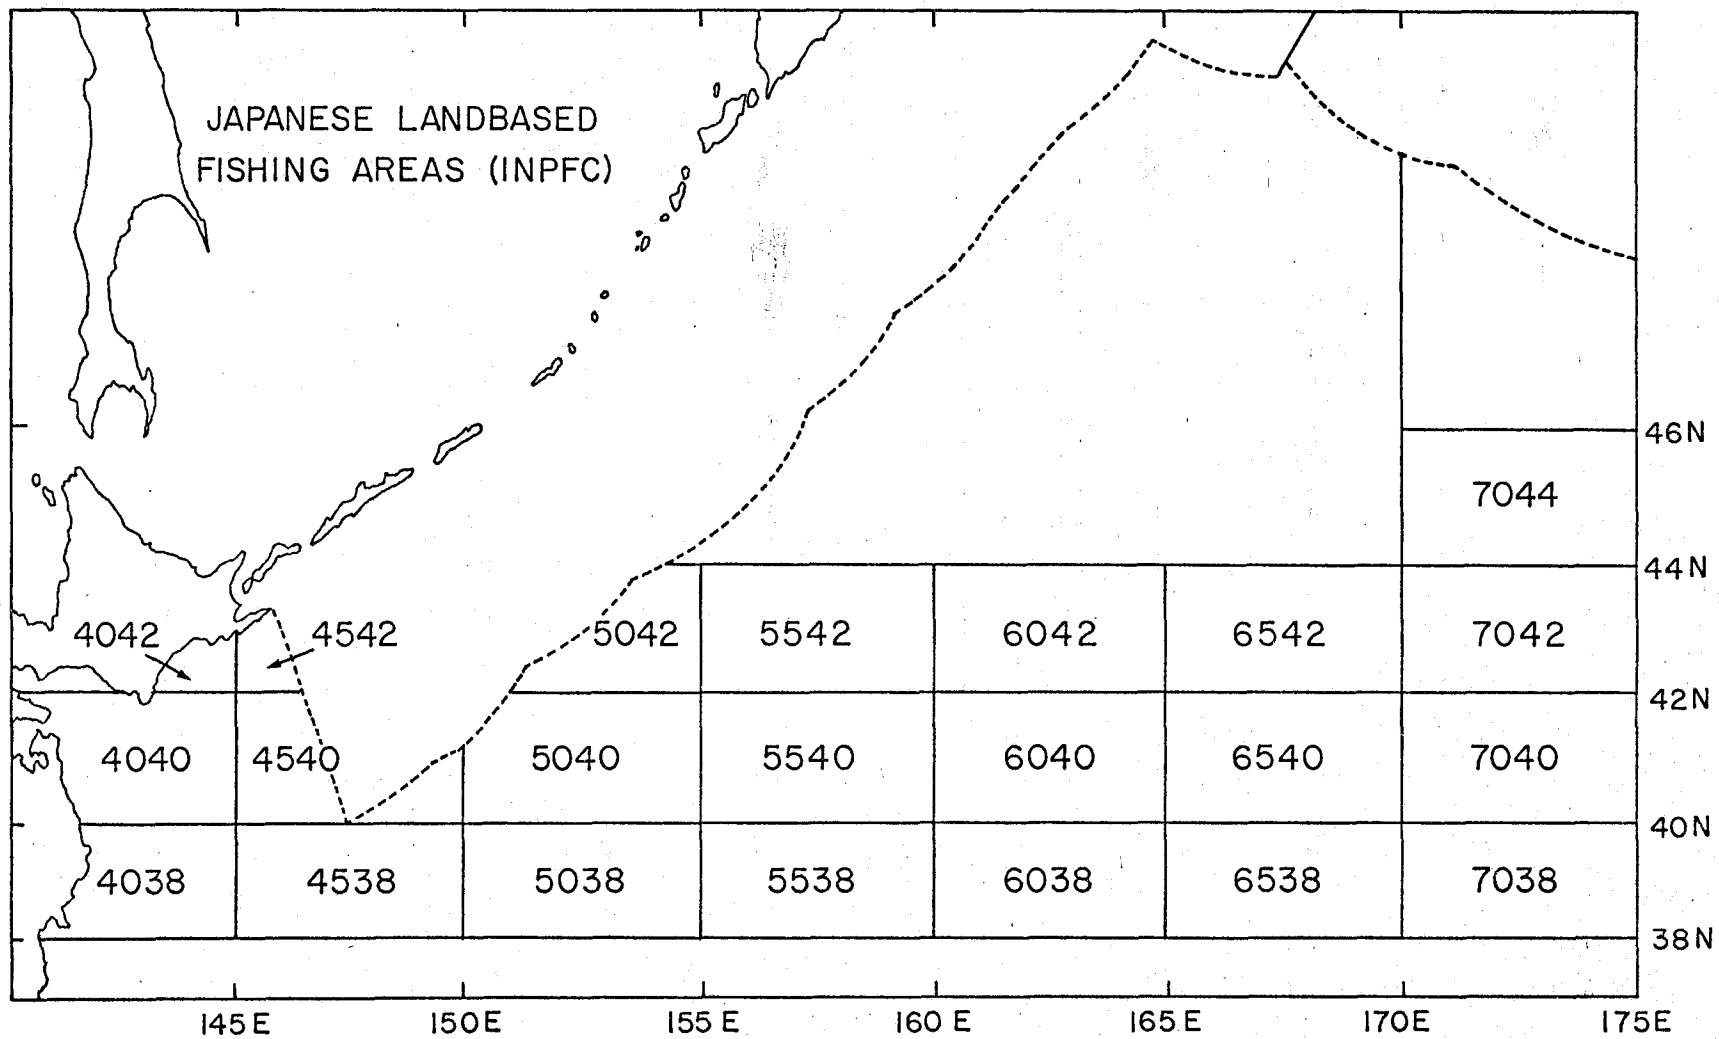 JAPANESE LANDBASED
FISHING AREAS (INPFC)
46N
7044
44N
4042 4542 5042 5542 6042 6542 7042
42N
4040 4540 5040 5540 6040 6540 7040
40N
4038 4538 5038 5538 6038 6538 7038
38N
145E 150E 155E 160E 165E 170E 175E